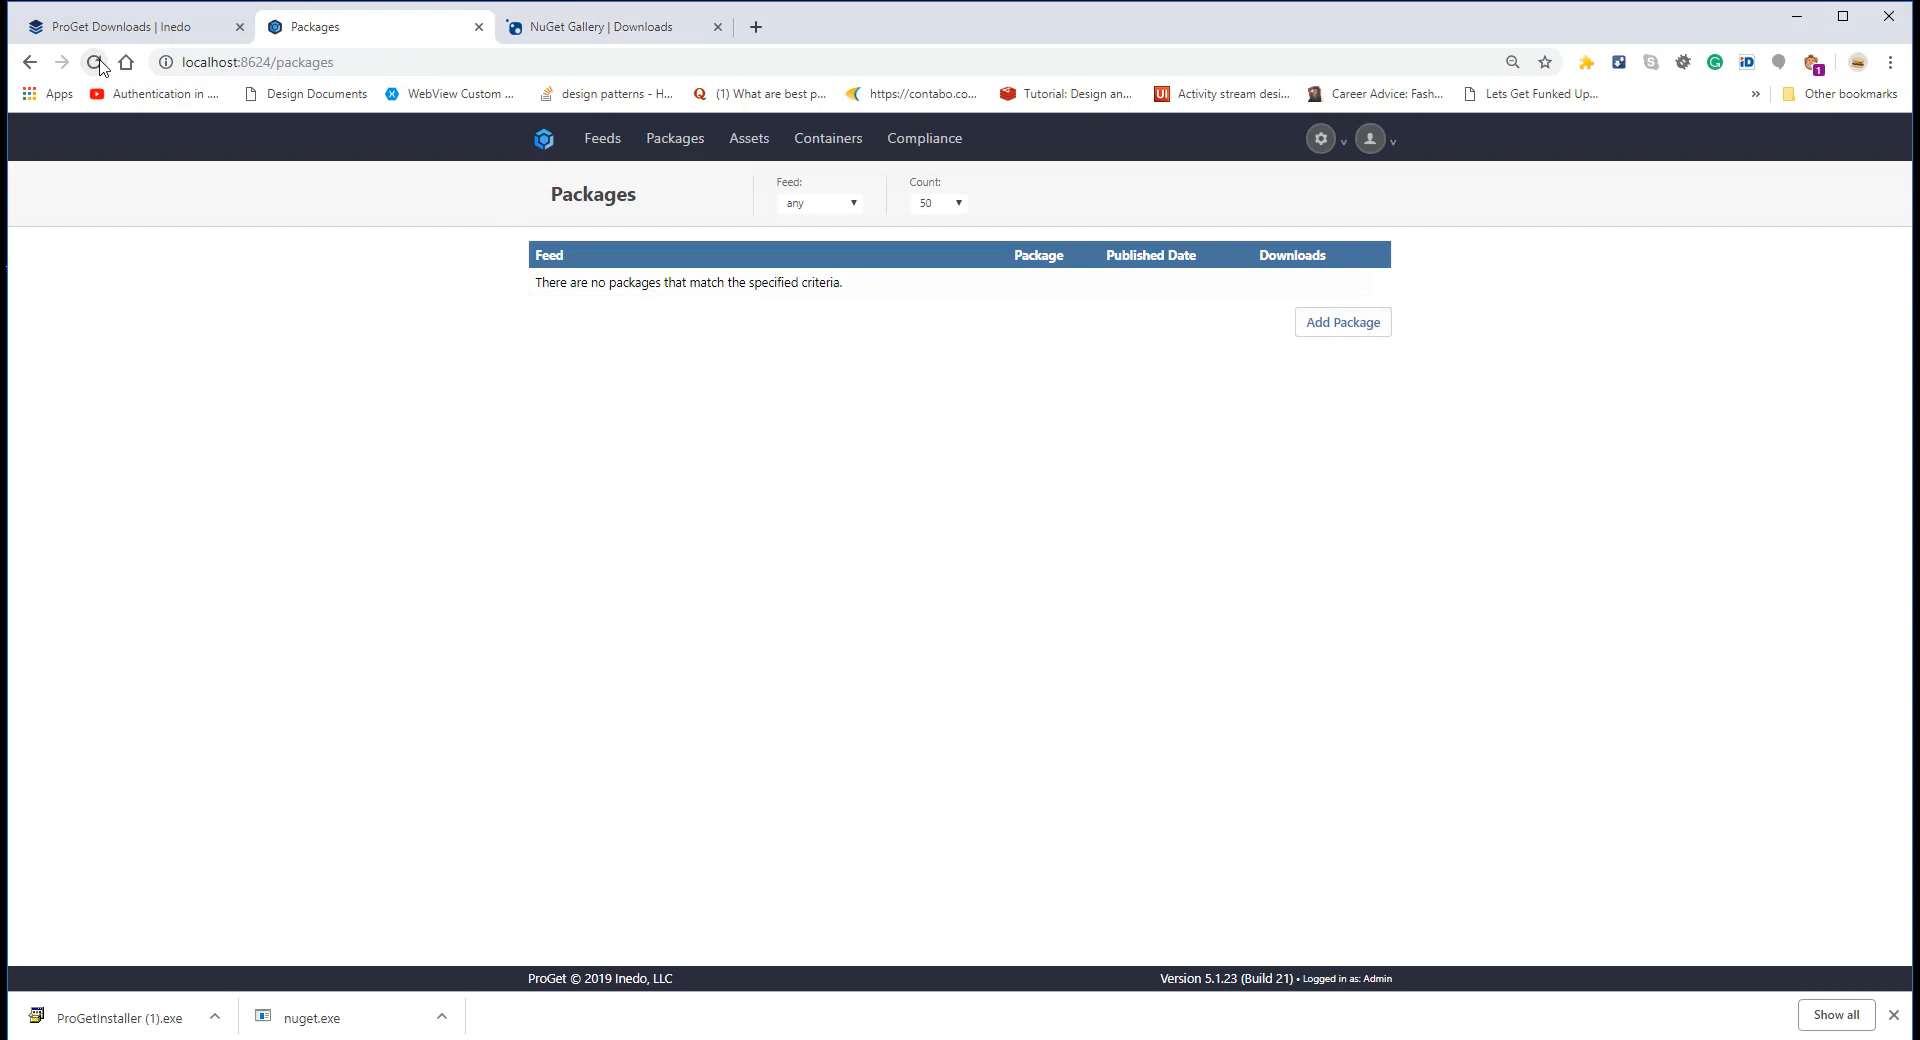 ProGet Downloads | Inedo
Packages
NuGet Gallery | Downloads
localhost:8624/packages
1
Apps
Authentication in ....
Design Documents
WebView Custom ...
design patterns - H...
Q (1) What are best p...
https://contabo.co...
Tutorial: Design an...
UI Activity stream desi...
Career Advice: Fash...
Lets Get Funked Up...
»
Other bookmarks
Feeds
Packages
Assets
Containers
Compliance
Packages
Feed:
any
Count:
50
Feed
Package
Published Date
Downloads
There are no packages that match the specified criteria.
Add Package
ProGet © 2019 Inedo, LLC
Version 5.1.23 (Build 21) • Logged in as: Admin
ProGetInstaller (1).exe
nuget.exe
Show all